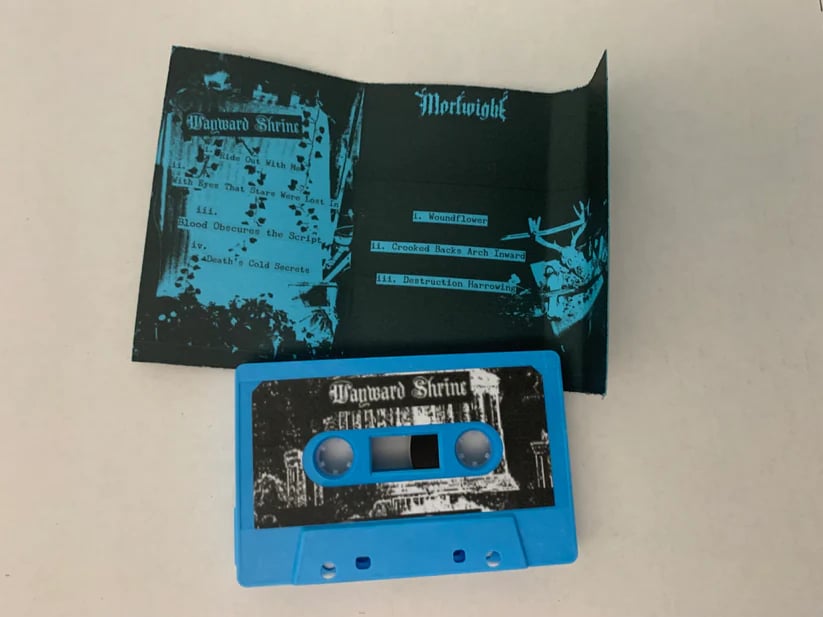 Wayward Shrine
i. Ride Out With Me
ii.
With Eyes That Stars Were Lost In
iii.
Blood Obscures the Script
iv.
Death's Cold Secrets
Mortwight
i. Woundflower
ii. Crooked Backs Arch Inward
iii. Destruction Harrowing
Wayward Shrine